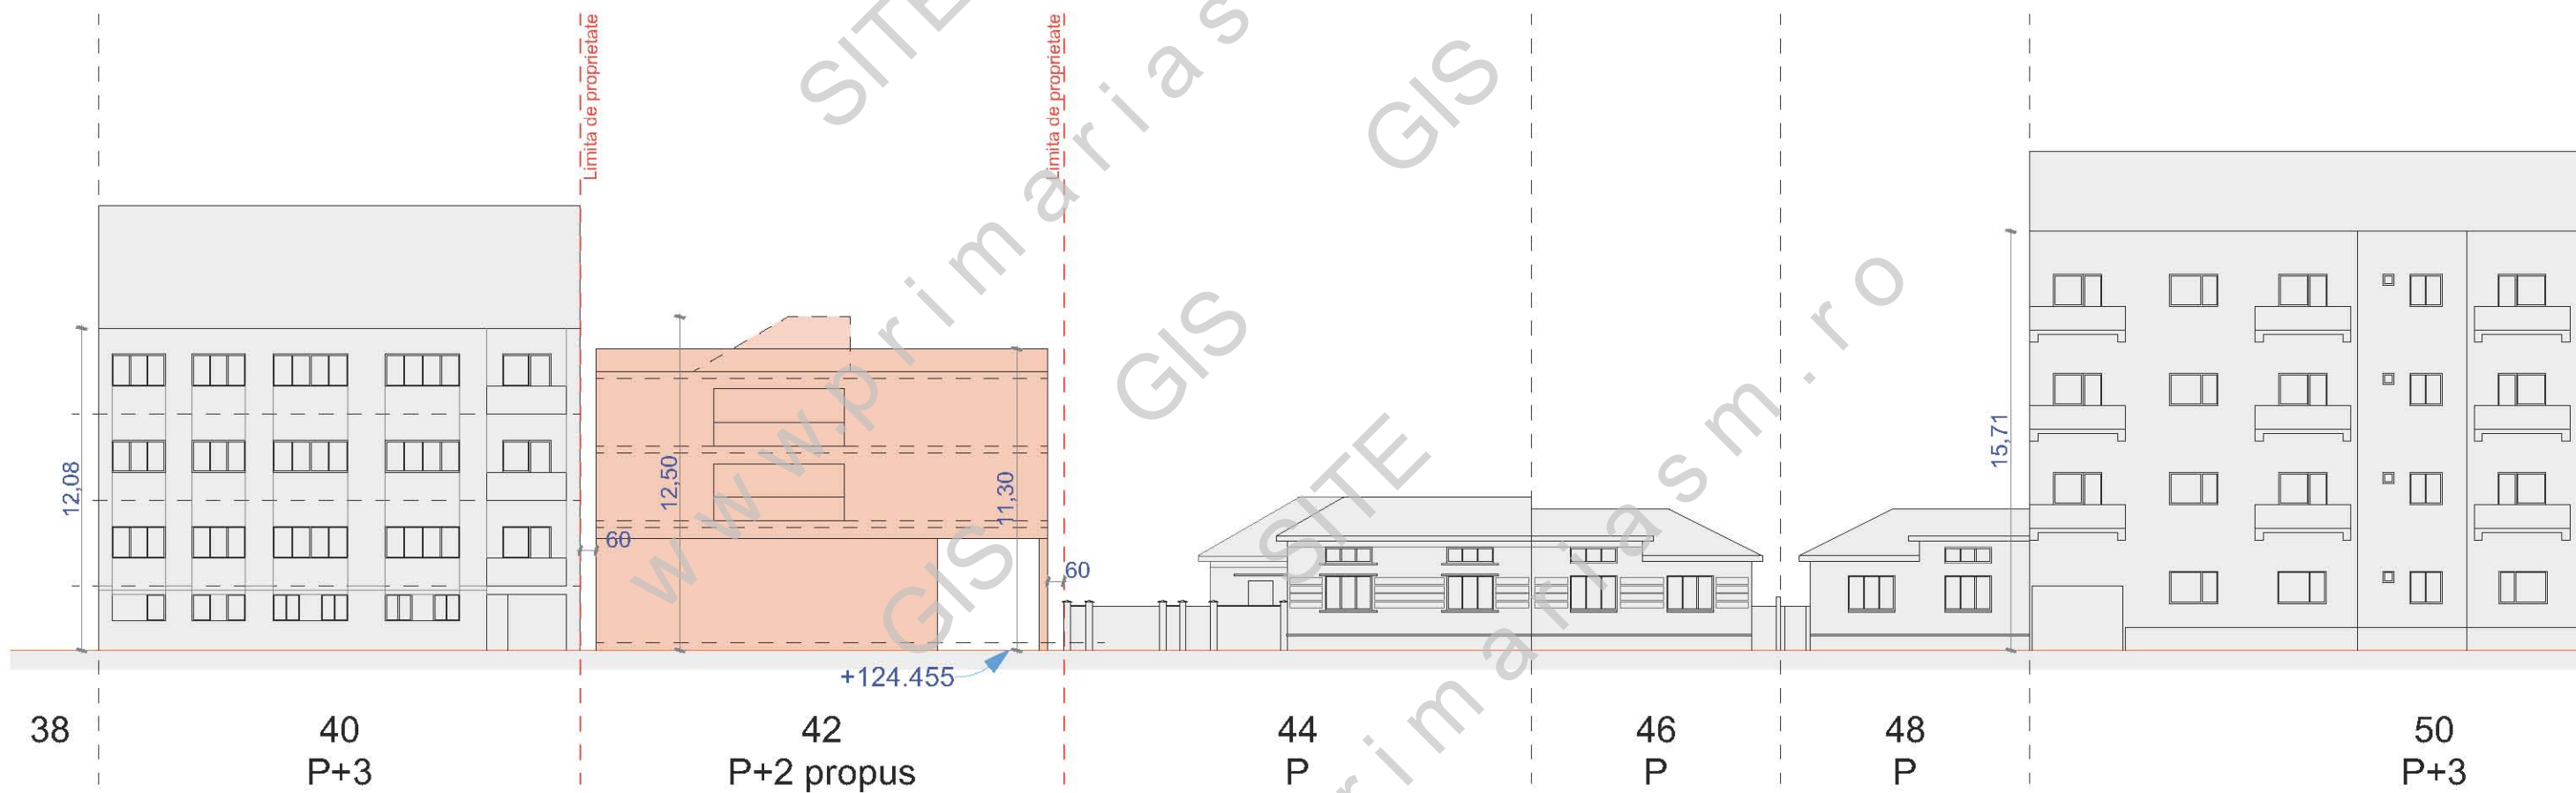 Limita de proprietate
Limita de proprietate
SITE
GIS
GIS
SITE
GIS
www.primariasm.ro
www.primarias
rimariasm.ro
12,08
12,50
11,30
15,71
60
60
+124.455
38
40
P+3
42
P+2 propus
44
P
46
P
48
P
50
P+3